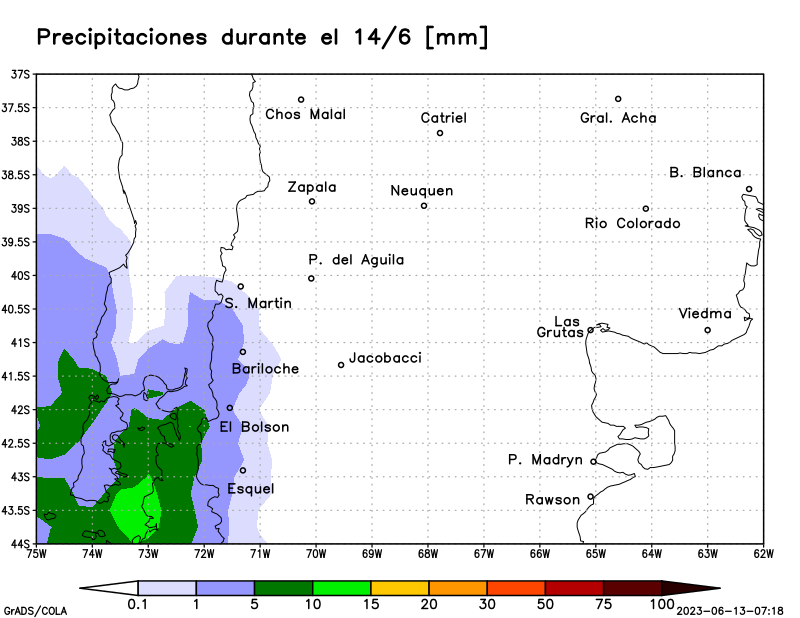 Precipitaciones durante el 14/6 [mm]
37S
37.5S
38S
38.5S
39S
39.5S
40S
40.5S
41S
41.5S
42S
42.5S
43S
43.5S
44S
Chos Malal
Catriel
Gral. Acha
B. Blanca
Zapala
Neuquen
Rio Colorado
P. del Aguila
S. Martin
Viedma
Las
Grutas
Bariloche
Jacobacci
El Bolson
P. Madryn
Esquel
Rawson
75W 74W 73W 72W 71W 70W 69W 68W 67W 66W 65W 64W 63W 62W
0.1 1 5 10 15 20 30 50 75 100
GrADS/COLA
2023-06-13-07:18